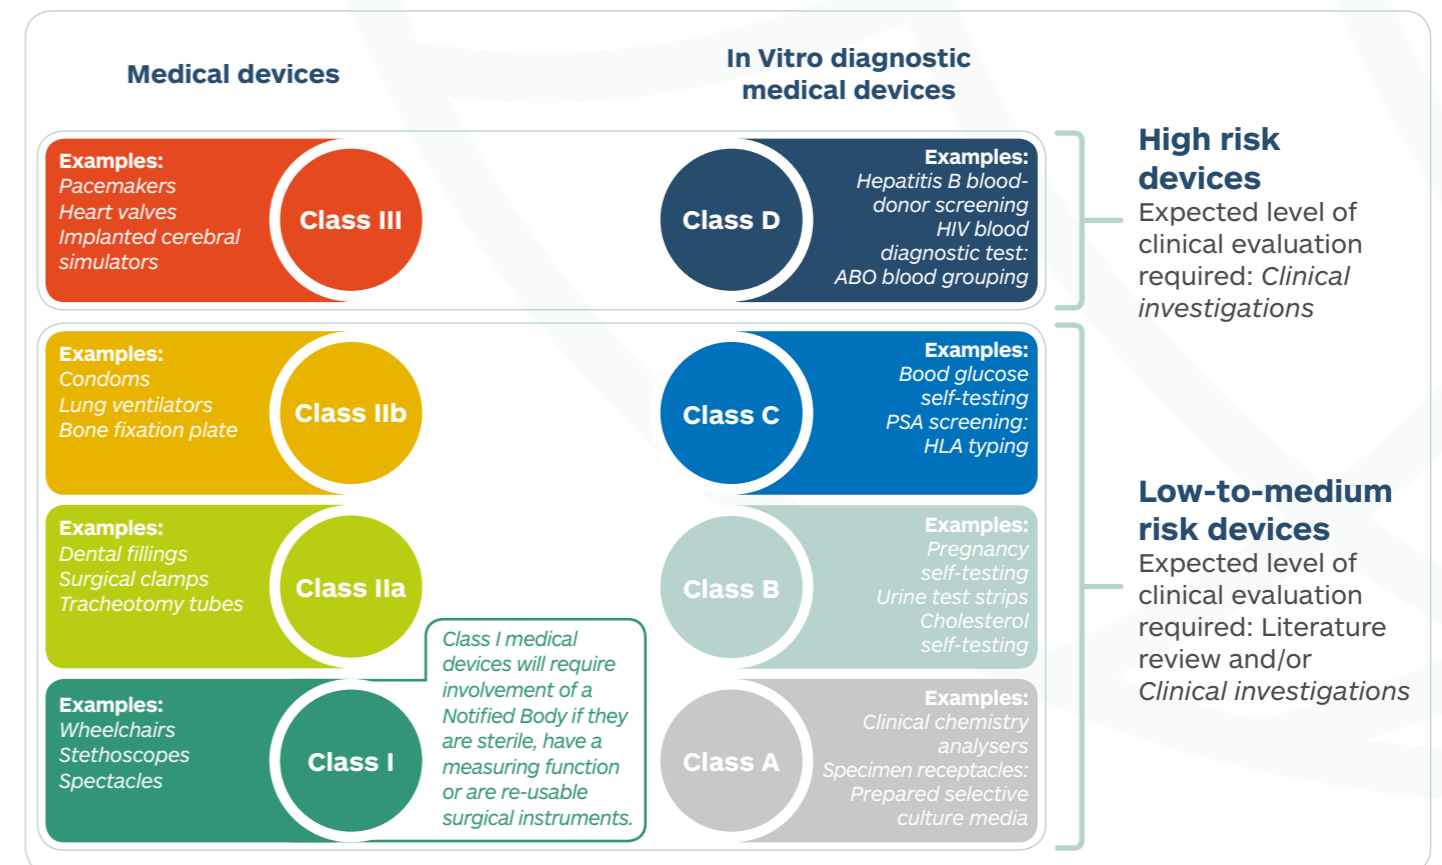 Medical devices
In Vitro diagnostic
medical devices
Examples:
Pacemakers
Heart valves
Implanted cerebral
simulators
Class III
Class D
Examples:
Hepatitis B blood-
donor screening
HIV blood
diagnostic test:
ABO blood grouping
High risk
devices
Expected level of
clinical evaluation
required: Clinical
investigations
Examples:
Condoms
Lung ventilators
Bone fixation plate
Class IIb
Class C
Examples:
Bood glucose
self-testing
PSA screening:
HLA typing
Examples:
Dental fillings
Surgical clamps
Tracheotomy tubes
Class IIa
Class B
Examples:
Pregnancy
self-testing
Urine test strips
Cholesterol
self-testing
Low-to-medium
risk devices
Expected level of
clinical evaluation
required: Literature
review and/or
Clinical investigations
Examples:
Wheelchairs
Stethoscopes
Spectacles
Class I
Class I medical
devices will require
involvement of a
Notified Body if they
are sterile, have a
measuring function
or are re-usable
surgical instruments.
Class A
Examples:
Clinical chemistry
analysers
Specimen receptacles:
Prepared selective
culture media